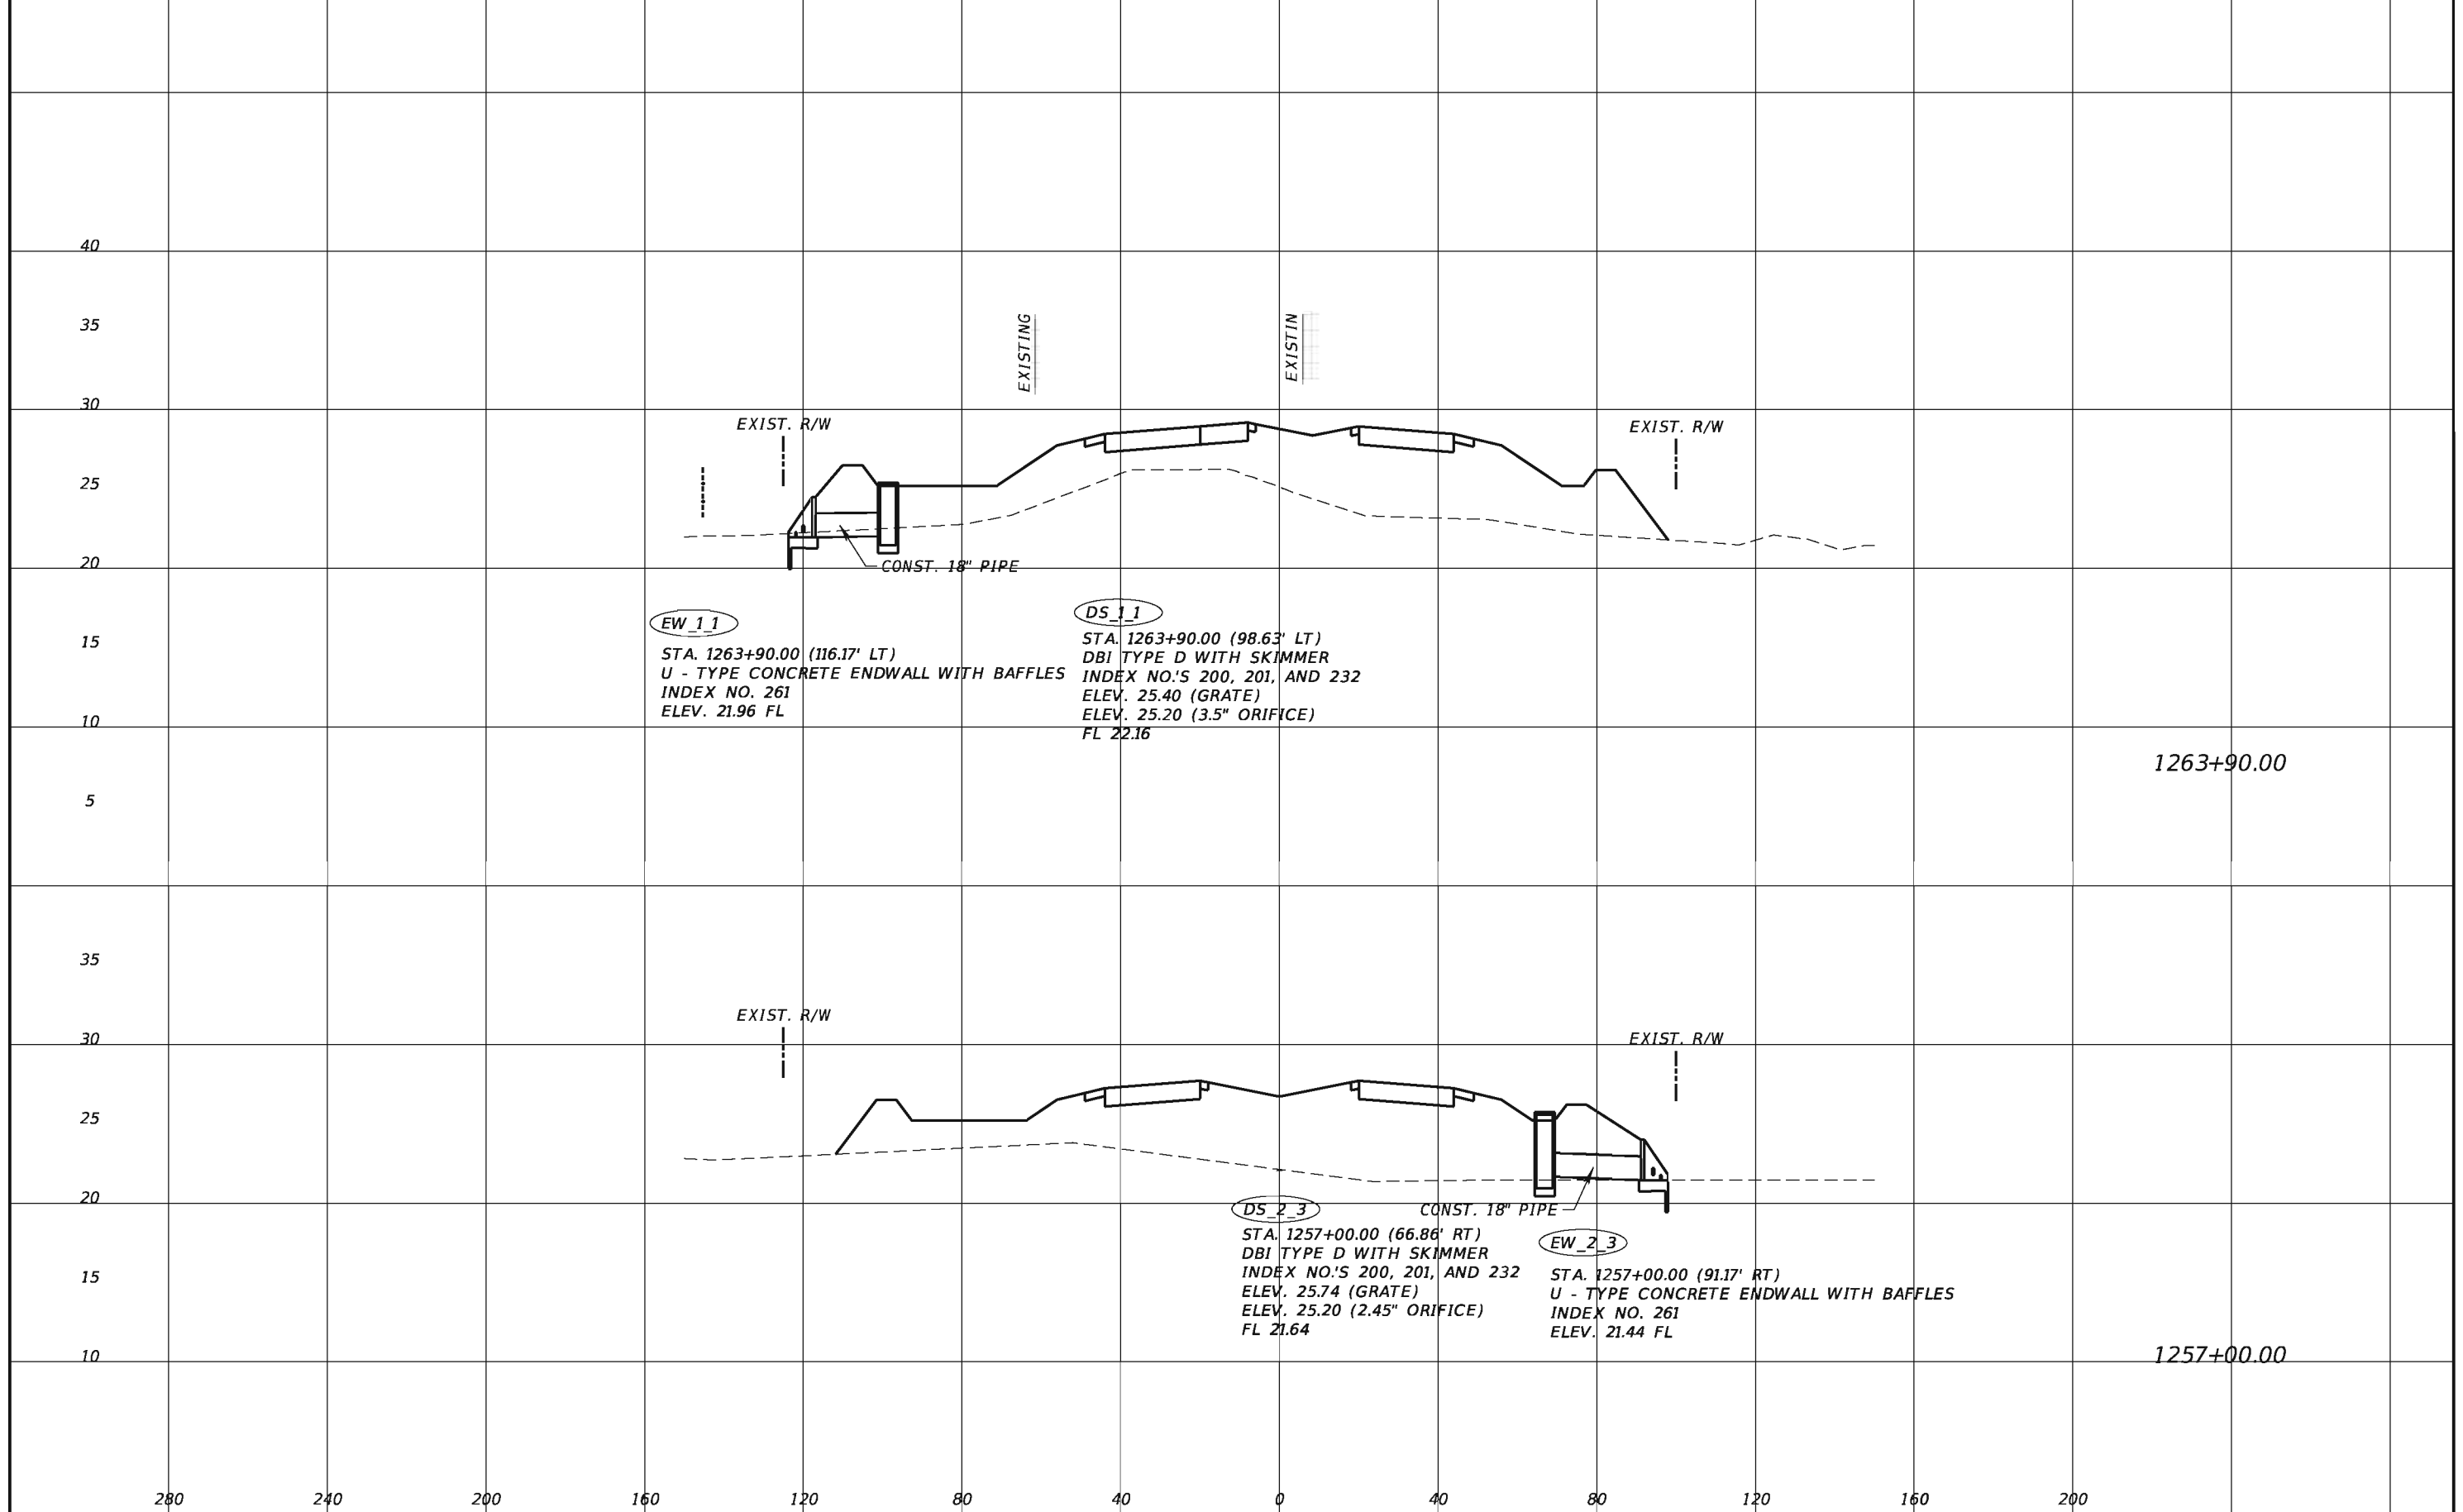 40
35
EXISTING
EXISTIN
30
EXIST. R/W
EXIST. R/W
25
20
CONST. 18" PIPE
EW_1_1
STA. 1263+90.00 (116.17' LT)
U - TYPE CONCRETE ENDWALL WITH BAFFLES
INDEX NO. 261
ELEV. 21.96 FL
DS_1_1
STA. 1263+90.00 (98.63' LT)
DBI TYPE D WITH SKIMMER
INDEX NO.'S 200, 201, AND 232
ELEV. 25.40 (GRATE)
ELEV. 25.20 (3.5" ORIFICE)
FL 22.16
15
10
1263+90.00
5
35
EXIST. R/W
30
EXIST. R/W
25
20
DS_2_3
STA. 1257+00.00 (66.86' RT)
DBI TYPE D WITH SKIMMER
INDEX NO.'S 200, 201, AND 232
ELEV. 25.74 (GRATE)
ELEV. 25.20 (2.45" ORIFICE)
FL 21.64
CONST. 18" PIPE
EW_2_3
STA. 1257+00.00 (91.17' RT)
U - TYPE CONCRETE ENDWALL WITH BAFFLES
INDEX NO. 261
ELEV. 21.44 FL
15
10
1257+00.00
280 240 200 160 120 80 40 0 40 80 120 160 200